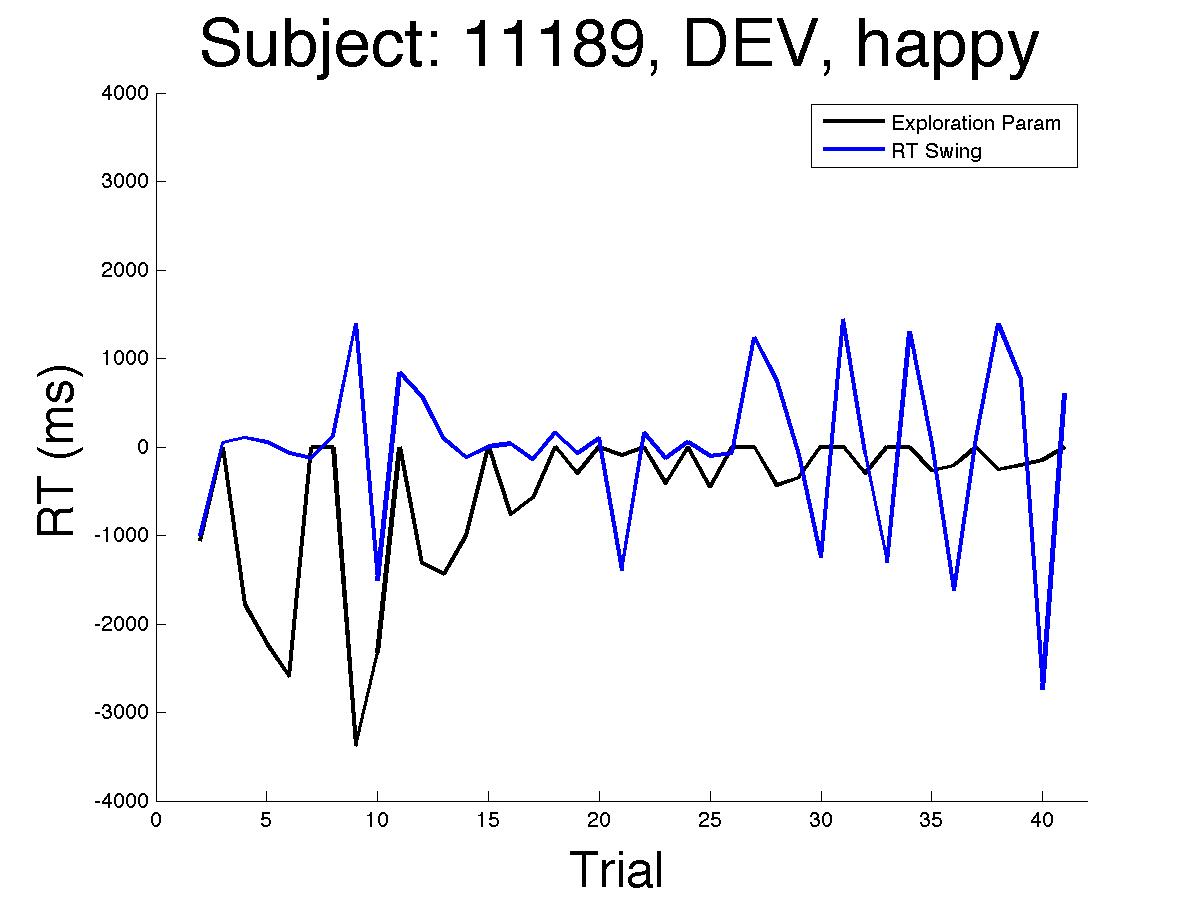 Subject: 11189, DEV, happy
4000
3000
2000
1000
0
-1000
-2000
-3000
-4000
RT (ms)
Exploration Param
RT Swing
0 5 10 15 20 25 30 35 40
Trial